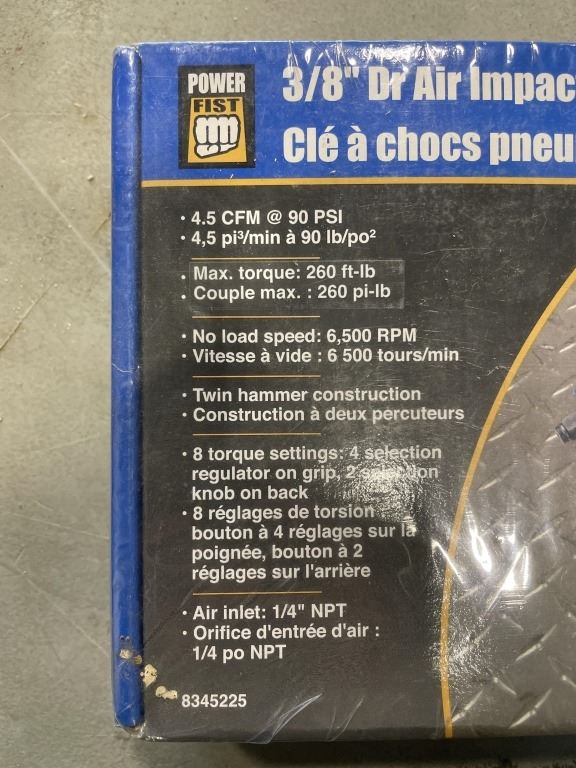 POWER
FIST
3/8" Dr Air Impac
Clé à chocs pneu
· 4.5 CFM @ 90 PSI
· 4,5 pi³/min à 90 lb/po²
· Max. torque: 260 ft-lb
· Couple max. : 260 pi-lb
· No load speed: 6,500 RPM
· Vitesse à vide : 6 500 tours/min
· Twin hammer construction
· Construction à deux percuteurs
· 8 torque settings: 4 selection
regulator on grip, 2 selection
knob on back
· 8 réglages de torsion
bouton à 4 réglages sur la
poignée, bouton à 2
réglages sur l'arrière
· Air inlet: 1/4" NPT
· Orifice d'entrée d'air :
1/4 po NPT
8345225